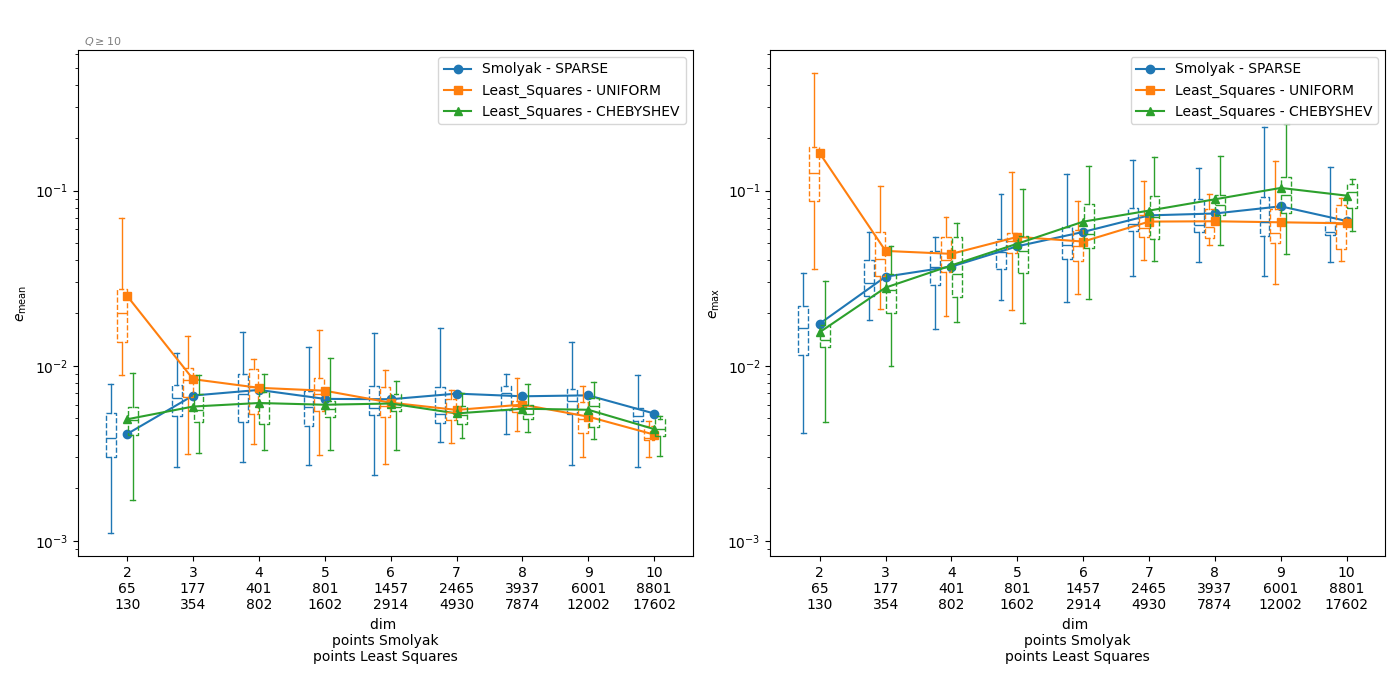 Q ≥ 10
Smolyak - SPARSE
Least_Squares - UNIFORM
Least_Squares - CHEBYSHEV
10⁻¹
10⁻²
10⁻³
e_mean
2 3 4 5 6 7 8 9 10
65 177 401 801 1457 2465 3937 6001 8801
130 354 802 1602 2914 4930 7874 12002 17602
dim
points Smolyak
points Least Squares
Smolyak - SPARSE
Least_Squares - UNIFORM
Least_Squares - CHEBYSHEV
10⁻¹
10⁻²
10⁻³
e_max
2 3 4 5 6 7 8 9 10
65 177 401 801 1457 2465 3937 6001 8801
130 354 802 1602 2914 4930 7874 12002 17602
dim
points Smolyak
points Least Squares